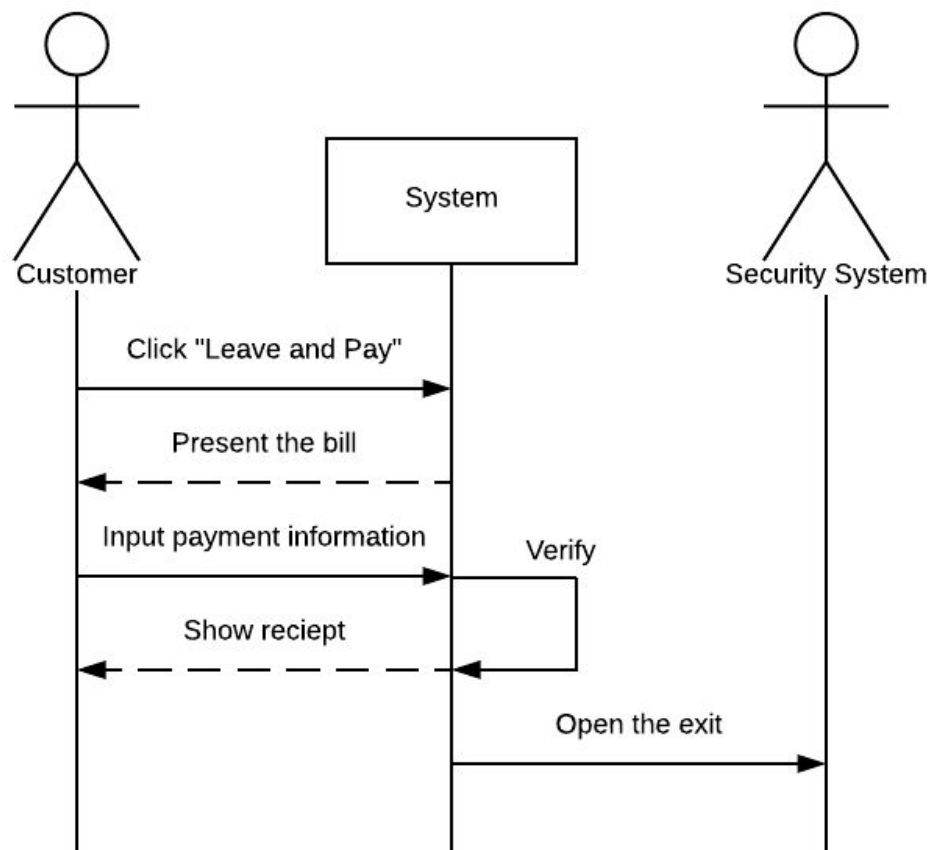 System
Customer
Security System
Click "Leave and Pay"
Present the bill
Input payment information
Verify
Show reciept
Open the exit